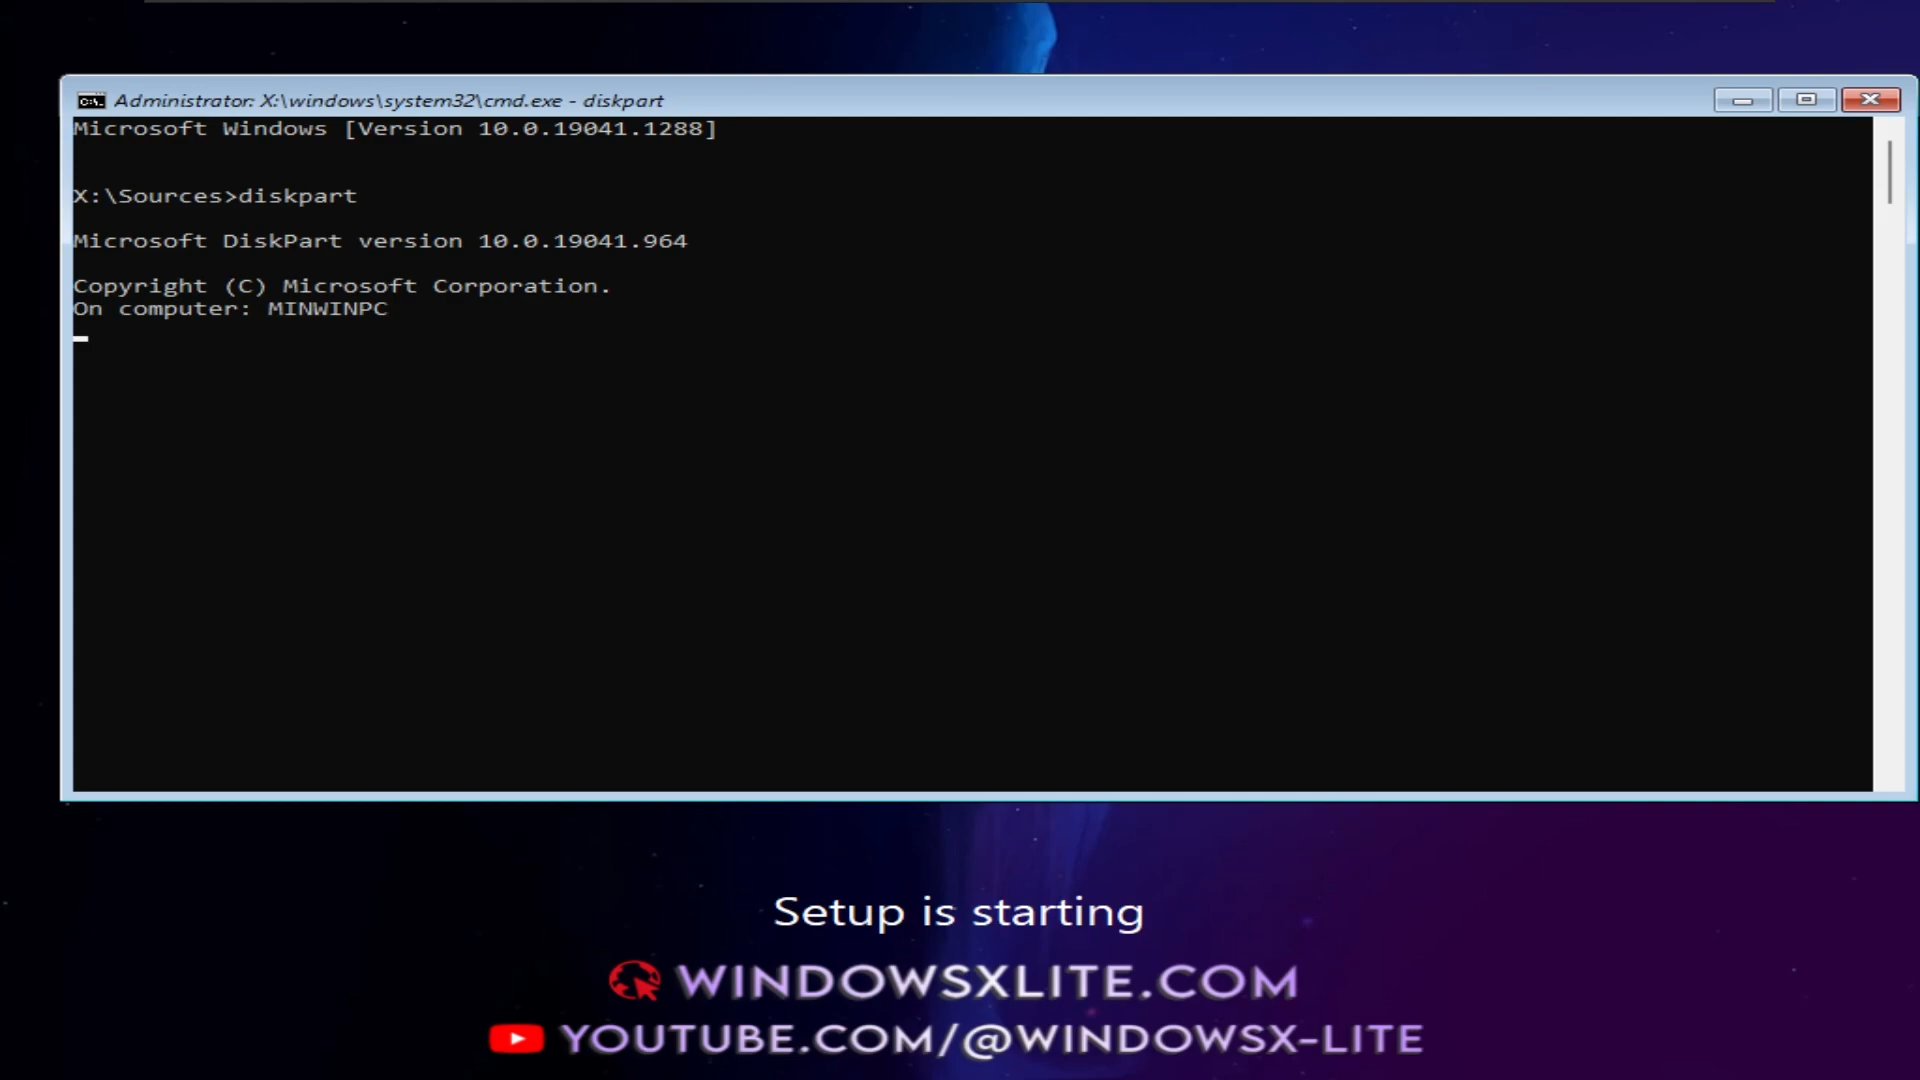 Administrator: X:\windows\system32\cmd.exe - diskpart
Microsoft Windows [Version 10.0.19041.1288]
X:\Sources>diskpart
Microsoft DiskPart version 10.0.19041.964
Copyright (C) Microsoft Corporation.
On computer: MINWINPC
Setup is starting
WINDOWSXLITE.COM
YOUTUBE.COM/@WINDOWSX-LITE